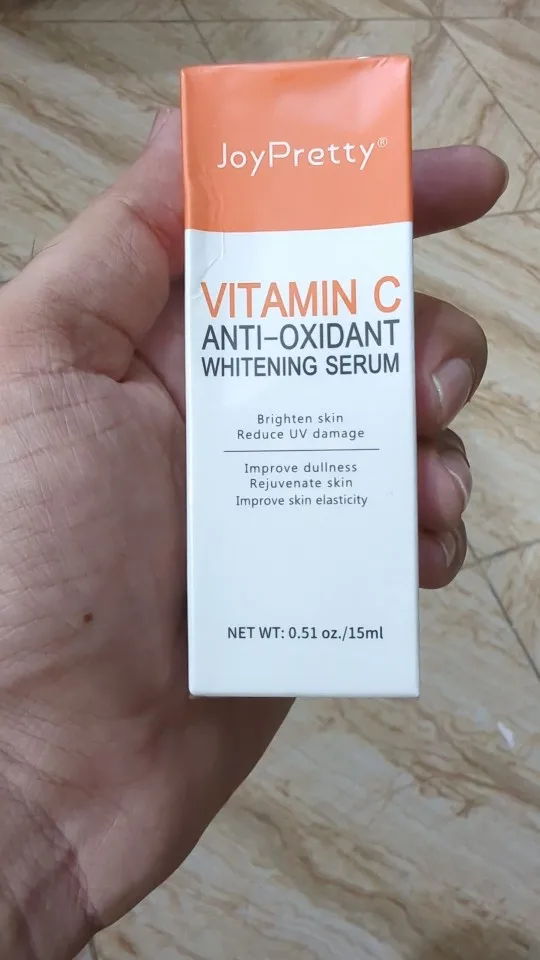 JoyPretty®
VITAMIN C
ANTI-OXIDANT
WHITENING SERUM
Brighten skin
Reduce UV damage
Improve dullness
Rejuvenate skin
Improve skin elasticity
NET WT: 0.51 oz./15ml